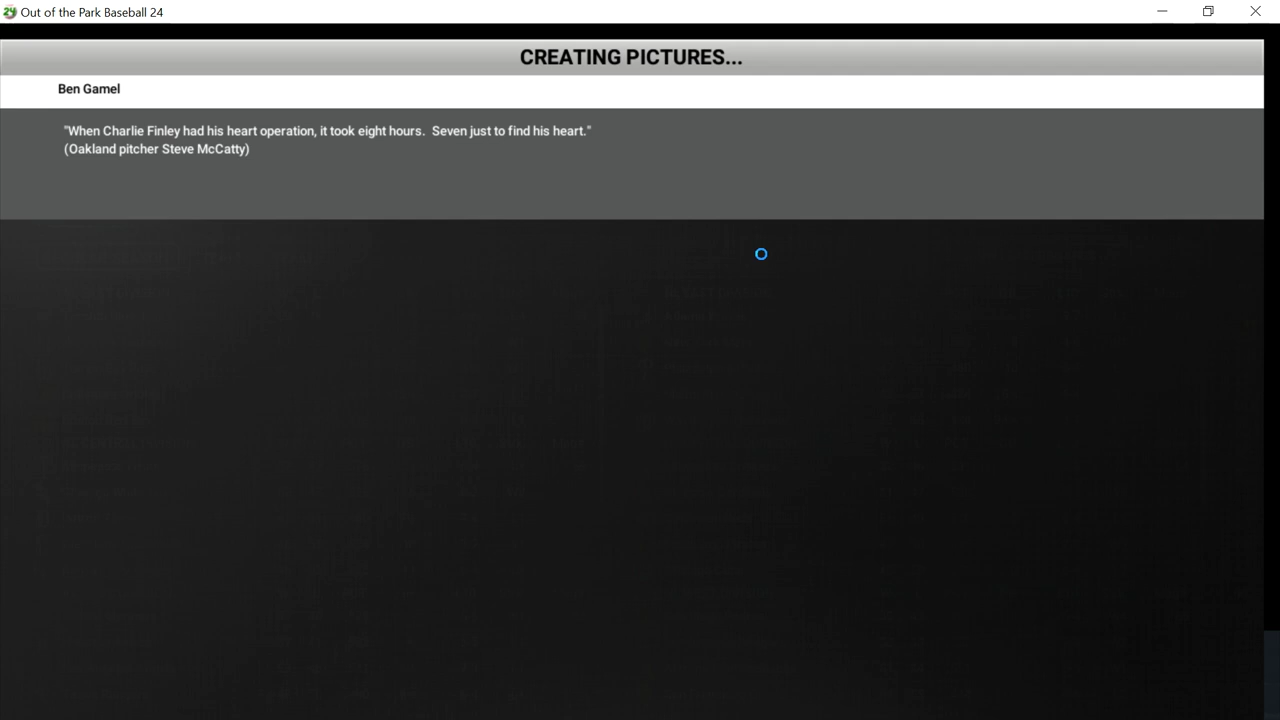 Out of the Park Baseball 24
CREATING PICTURES...
Ben Gamel
"When Charlie Finley had his heart operation, it took eight hours.  Seven just to find his heart."
(Oakland pitcher Steve McCatty)